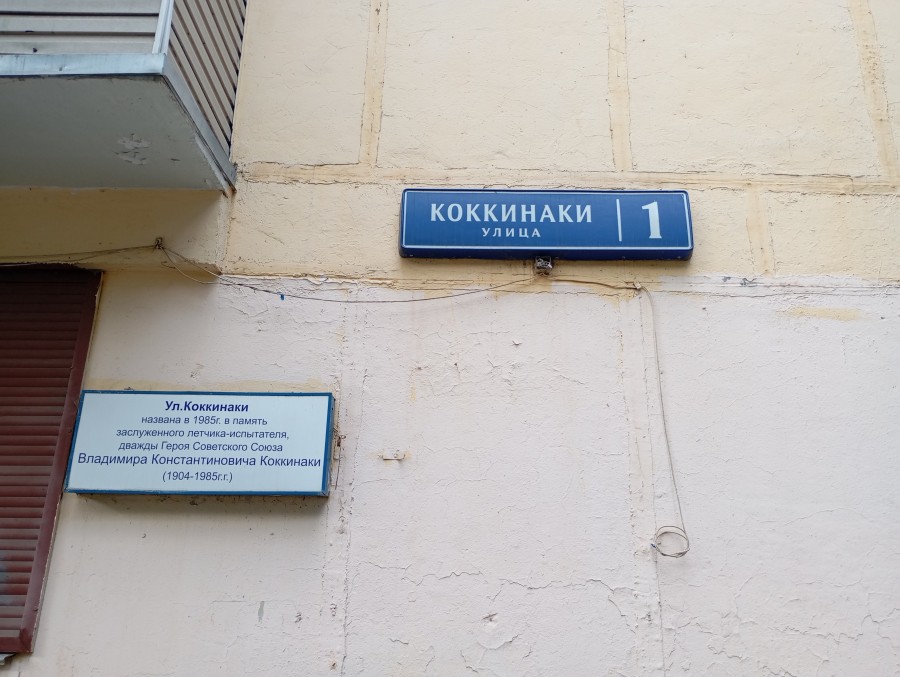 КОККИНАКИ
УЛИЦА
1
Ул.Коккинаки
названа в 1985г. в память
заслуженного летчика-испытателя,
дважды Героя Советского Союза
Владимира Константиновича Коккинаки
(1904-1985г.г.)